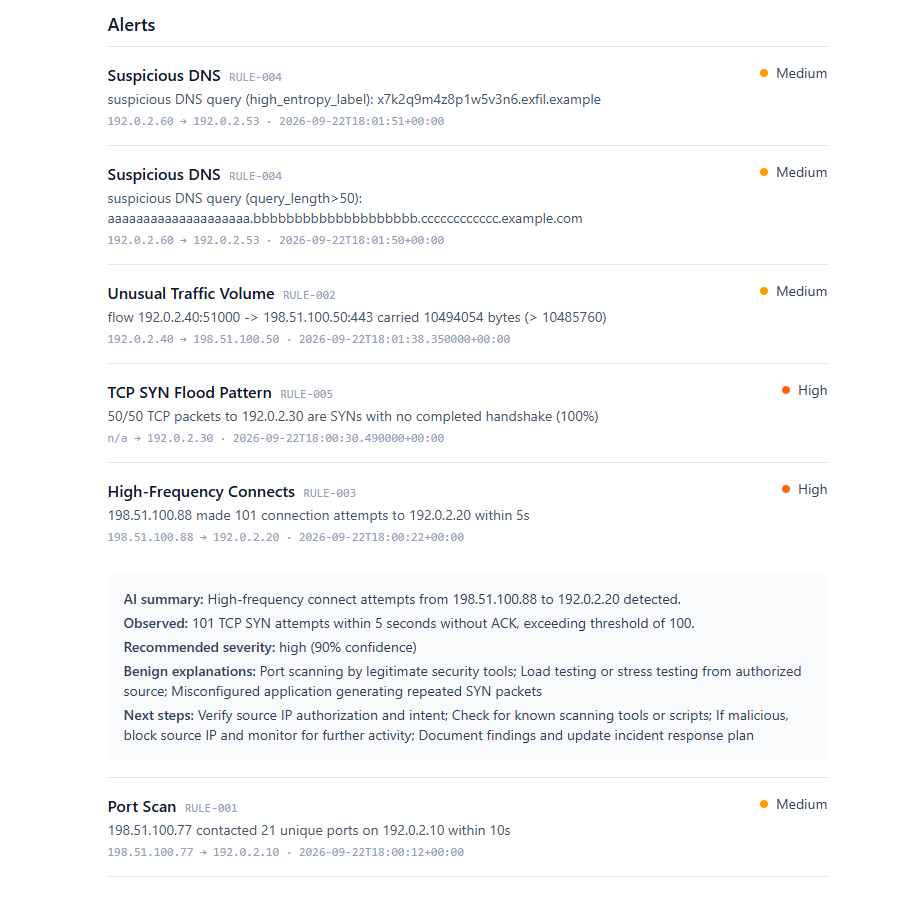 Alerts
Suspicious DNS RULE-004 Medium
suspicious DNS query (high_entropy_label): x7k2q9m4z8p1w5v3n6.exfil.example
192.0.2.60 → 192.0.2.53 · 2026-09-22T18:01:51+00:00
Suspicious DNS RULE-004 Medium
suspicious DNS query (query_length>50):
aaaaaaaaaaaaaaaaaaaa.bbbbbbbbbbbbbbbbbbbb.cccccccccccc.example.com
192.0.2.60 → 192.0.2.53 · 2026-09-22T18:01:50+00:00
Unusual Traffic Volume RULE-002 Medium
flow 192.0.2.40:51000 -> 198.51.100.50:443 carried 10494054 bytes (> 10485760)
192.0.2.40 → 198.51.100.50 · 2026-09-22T18:01:38.350000+00:00
TCP SYN Flood Pattern RULE-005 High
50/50 TCP packets to 192.0.2.30 are SYNs with no completed handshake (100%)
n/a → 192.0.2.30 · 2026-09-22T18:00:30.490000+00:00
High-Frequency Connects RULE-003 High
198.51.100.88 made 101 connection attempts to 192.0.2.20 within 5s
198.51.100.88 → 192.0.2.20 · 2026-09-22T18:00:22+00:00
AI summary: High-frequency connect attempts from 198.51.100.88 to 192.0.2.20 detected.
Observed: 101 TCP SYN attempts within 5 seconds without ACK, exceeding threshold of 100.
Recommended severity: high (90% confidence)
Benign explanations: Port scanning by legitimate security tools; Load testing or stress testing from authorized
source; Misconfigured application generating repeated SYN packets
Next steps: Verify source IP authorization and intent; Check for known scanning tools or scripts; If malicious,
block source IP and monitor for further activity; Document findings and update incident response plan
Port Scan RULE-001 Medium
198.51.100.77 contacted 21 unique ports on 192.0.2.10 within 10s
198.51.100.77 → 192.0.2.10 · 2026-09-22T18:00:12+00:00